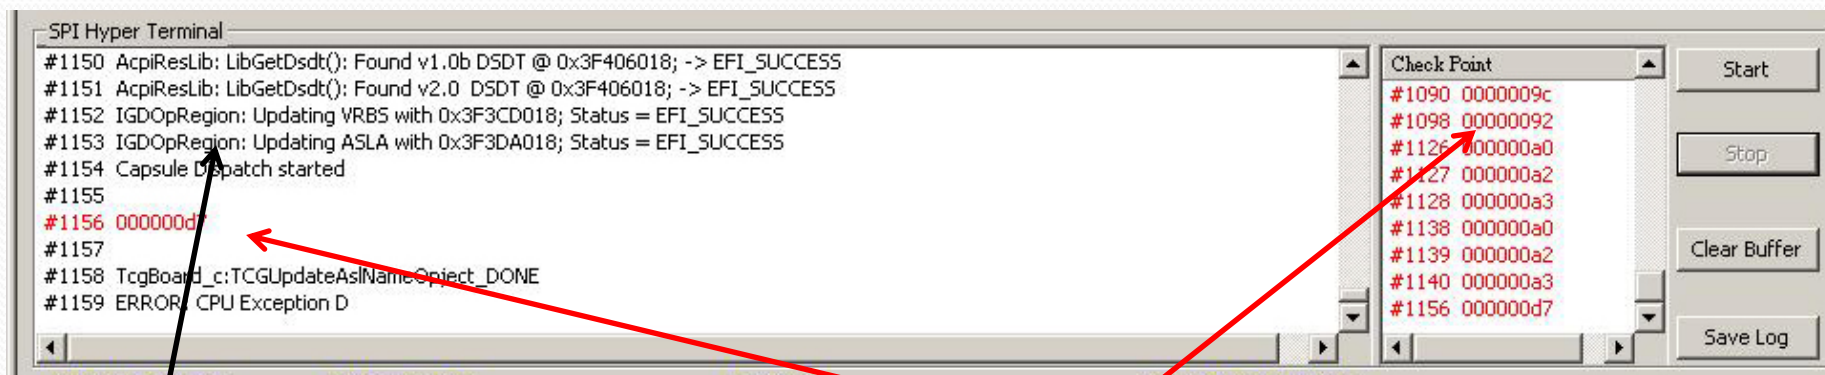 SPI Hyper Terminal
#1150 AcpiResLib: LibGetDsdt(): Found v1.0b DSDT @ 0x3F406018; -> EFI_SUCCESS
#1151 AcpiResLib: LibGetDsdt(): Found v2.0 DSDT @ 0x3F406018; -> EFI_SUCCESS
#1152 IGDOpRegion: Updating VRBS with 0x3F3CD018; Status = EFI_SUCCESS
#1153 IGDOpRegion: Updating ASLA with 0x3F3DA018; Status = EFI_SUCCESS
#1154 Capsule Dispatch started
#1155
#1156 000000d7
#1157
#1158 TcgBoard_c:TCGUpdateAslNameOpject_DONE
#1159 ERROR: CPU Exception D
Check Point
#1090 0000009c
#1098 00000092
#1126 000000a0
#1127 000000a2
#1128 000000a3
#1138 000000a0
#1139 000000a2
#1140 000000a3
#1156 000000d7
Start
Stop
Clear Buffer
Save Log